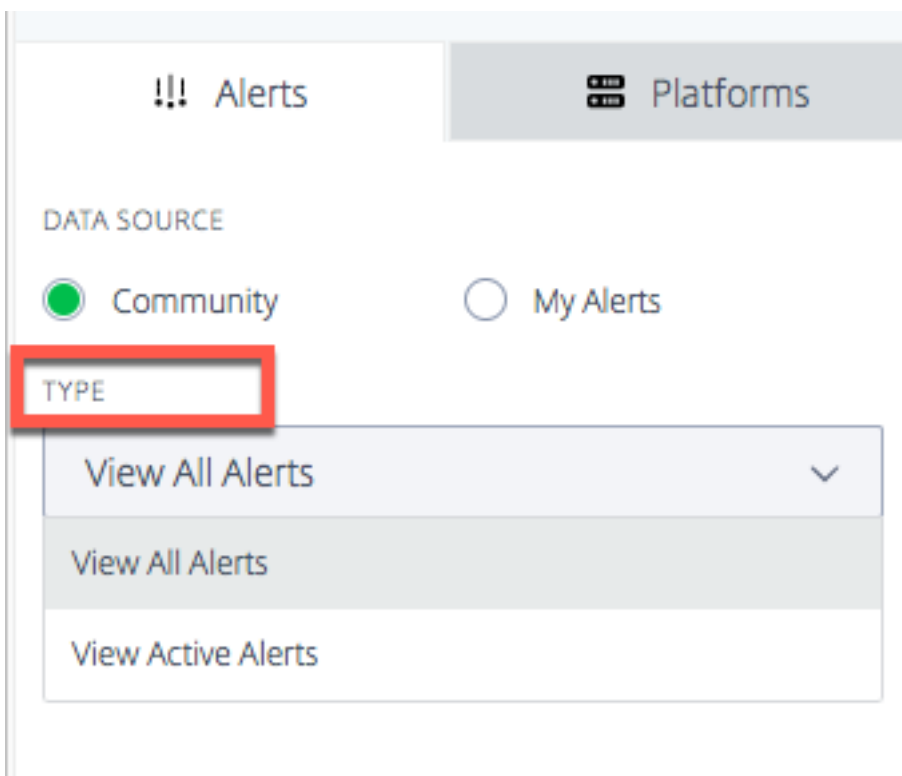 Alerts
Platforms
DATA SOURCE
Community
My Alerts
TYPE
View All Alerts
View All Alerts
View Active Alerts